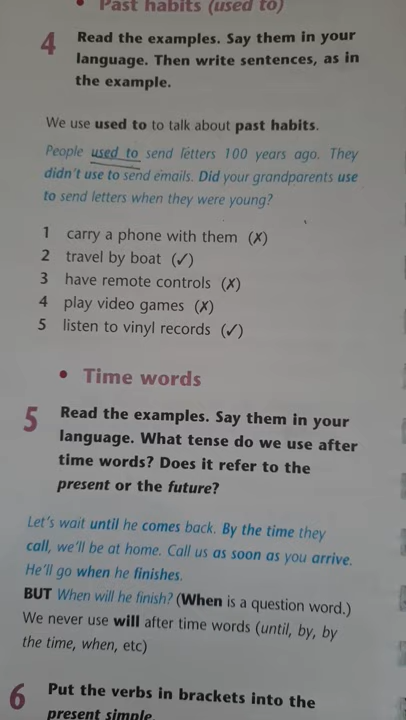 • Past habits (used to)
4 Read the examples. Say them in your
language. Then write sentences, as in
the example.
We use used to to talk about past habits.
People used to send letters 100 years ago. They
didn't use to send emails. Did your grandparents use
to send letters when they were young?
1 carry a phone with them (✗)
2 travel by boat (✓)
3 have remote controls (✗)
4 play video games (✗)
5 listen to vinyl records (✓)
• Time words
5 Read the examples. Say them in your
language. What tense do we use after
time words? Does it refer to the
present or the future?
Let's wait until he comes back. By the time they
call, we'll be at home. Call us as soon as you arrive.
He'll go when he finishes.
BUT When will he finish? (When is a question word.)
We never use will after time words (until, by, by
the time, when, etc)
6 Put the verbs in brackets into the
present simple.